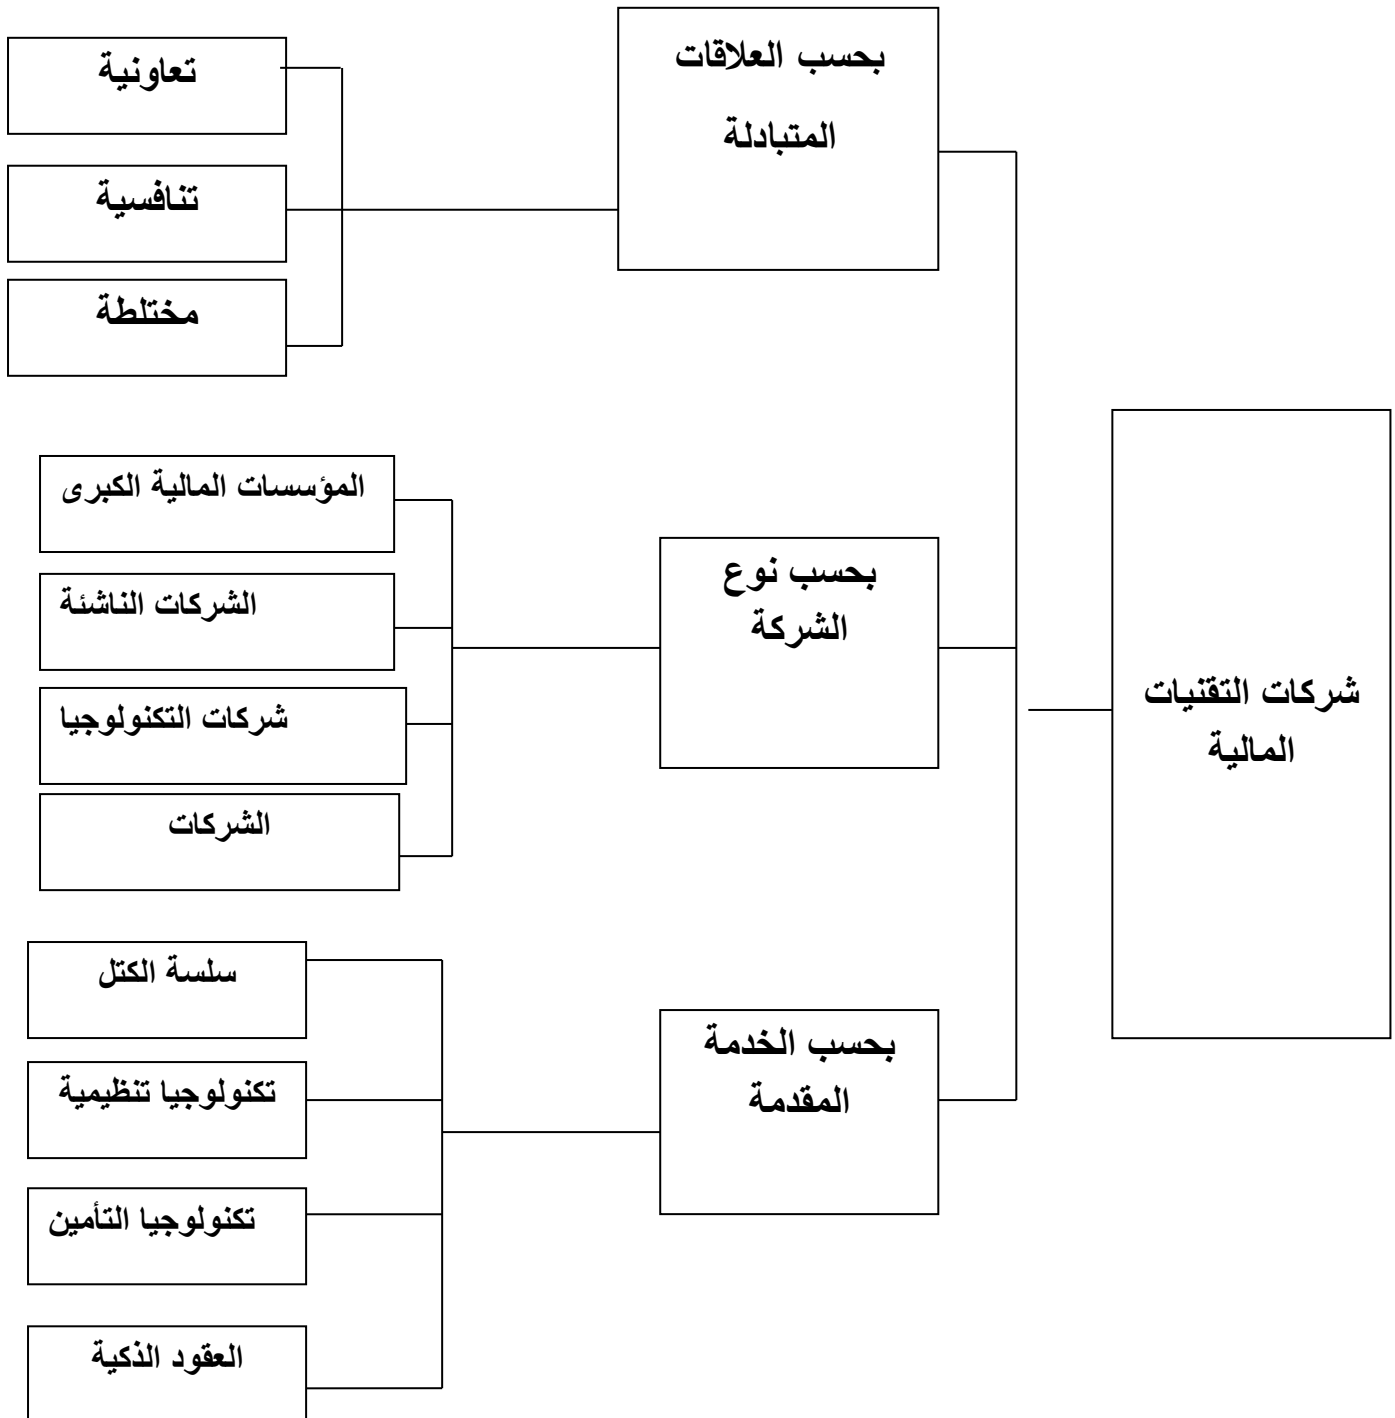 شركات التقنيات
المالية
بحسب العلاقات
المتبادلة
تعاونية
تنافسية
مختلطة
بحسب نوع
الشركة
المؤسسات المالية الكبرى
الشركات الناشئة
شركات التكنولوجيا
الشركات
بحسب الخدمة
المقدمة
سلسة الكتل
تكنولوجيا تنظيمية
تكنولوجيا التأمين
العقود الذكية